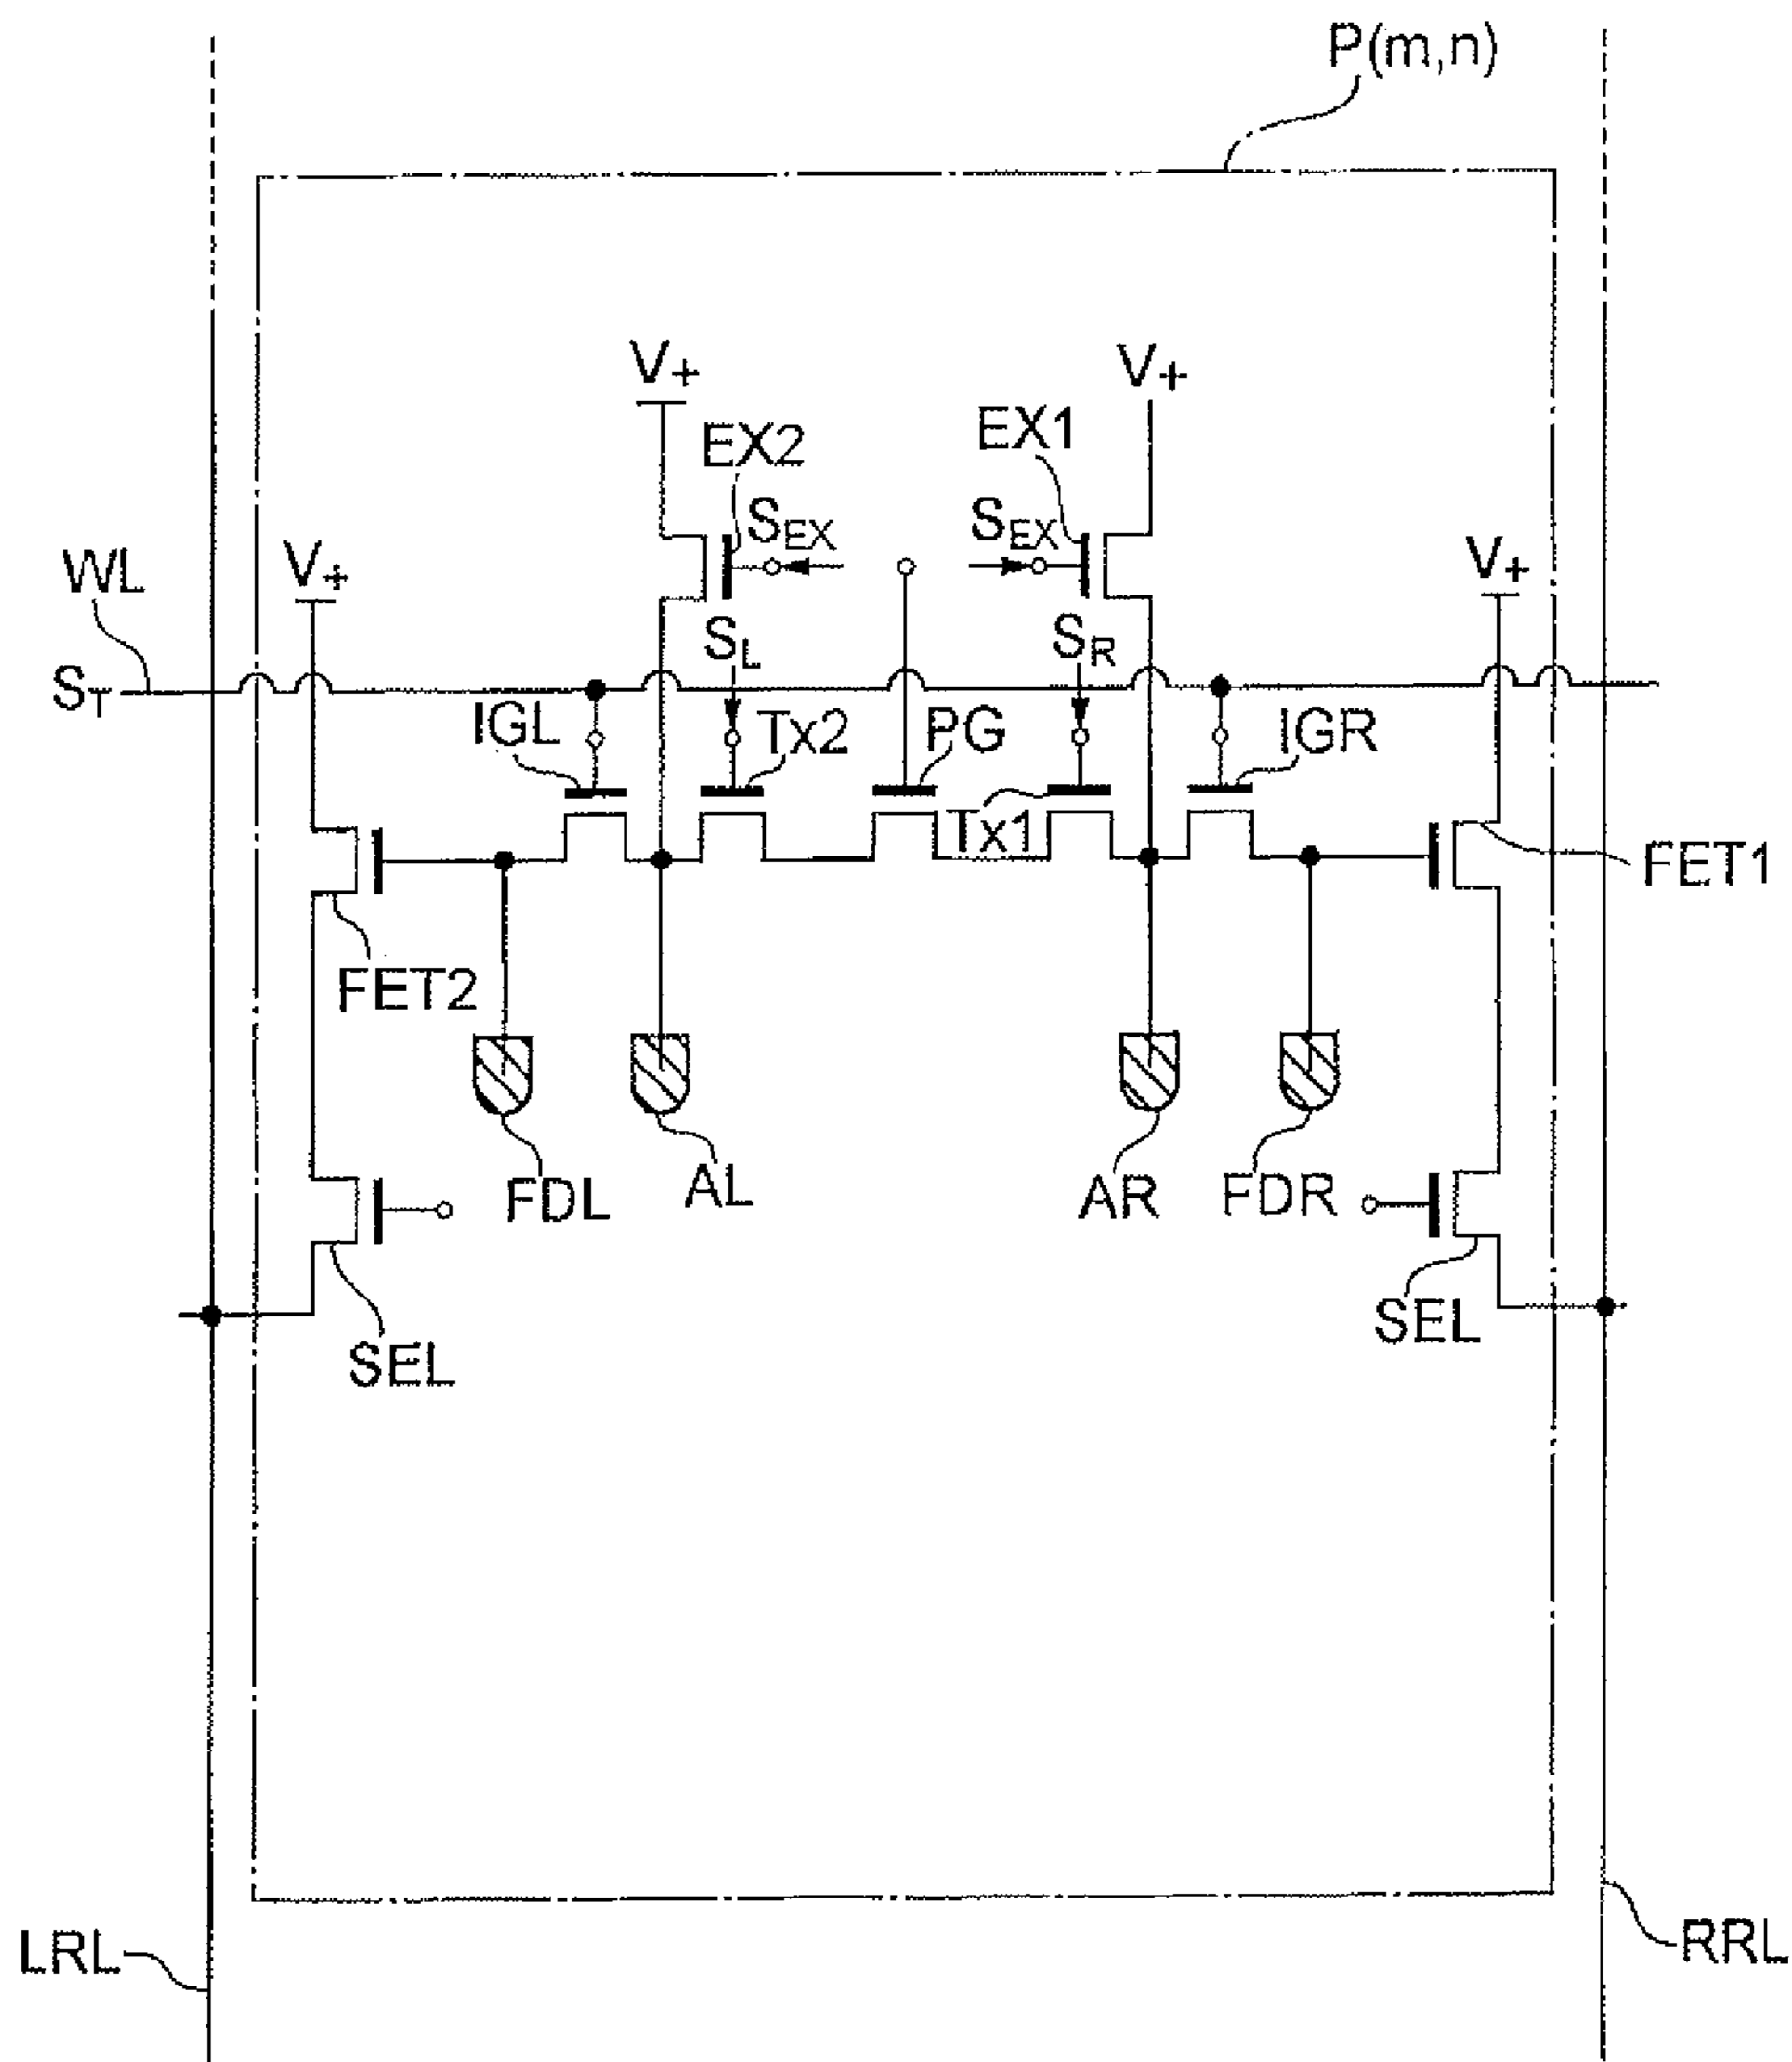 P(m,n)
V+
V+
EX2
EX1
SEX
SEX
WL
V+
V+
SL
SR
ST
IGL
Tx2
PG
Tx1
IGR
FET1
FET2
FDL
AL
AR
FDR
SEL
SEL
LRL
RRL